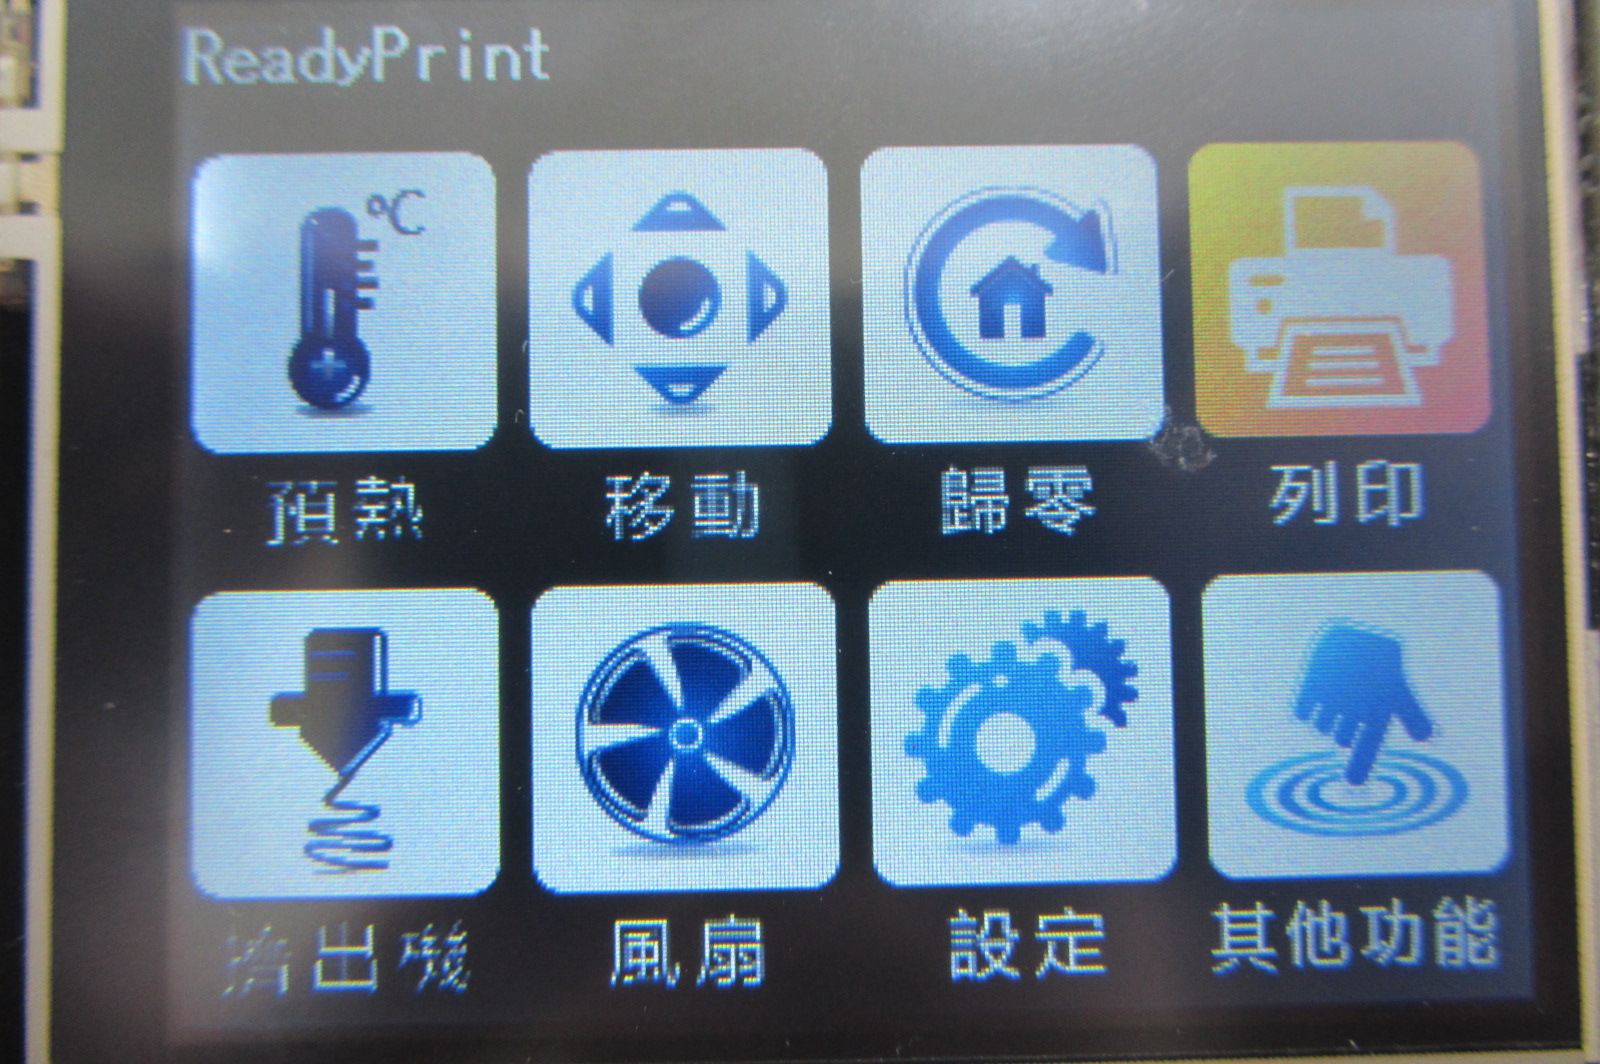 ReadyPrint
℃
預熱 移動 歸零 列印
擠出機 風扇 設定 其他功能